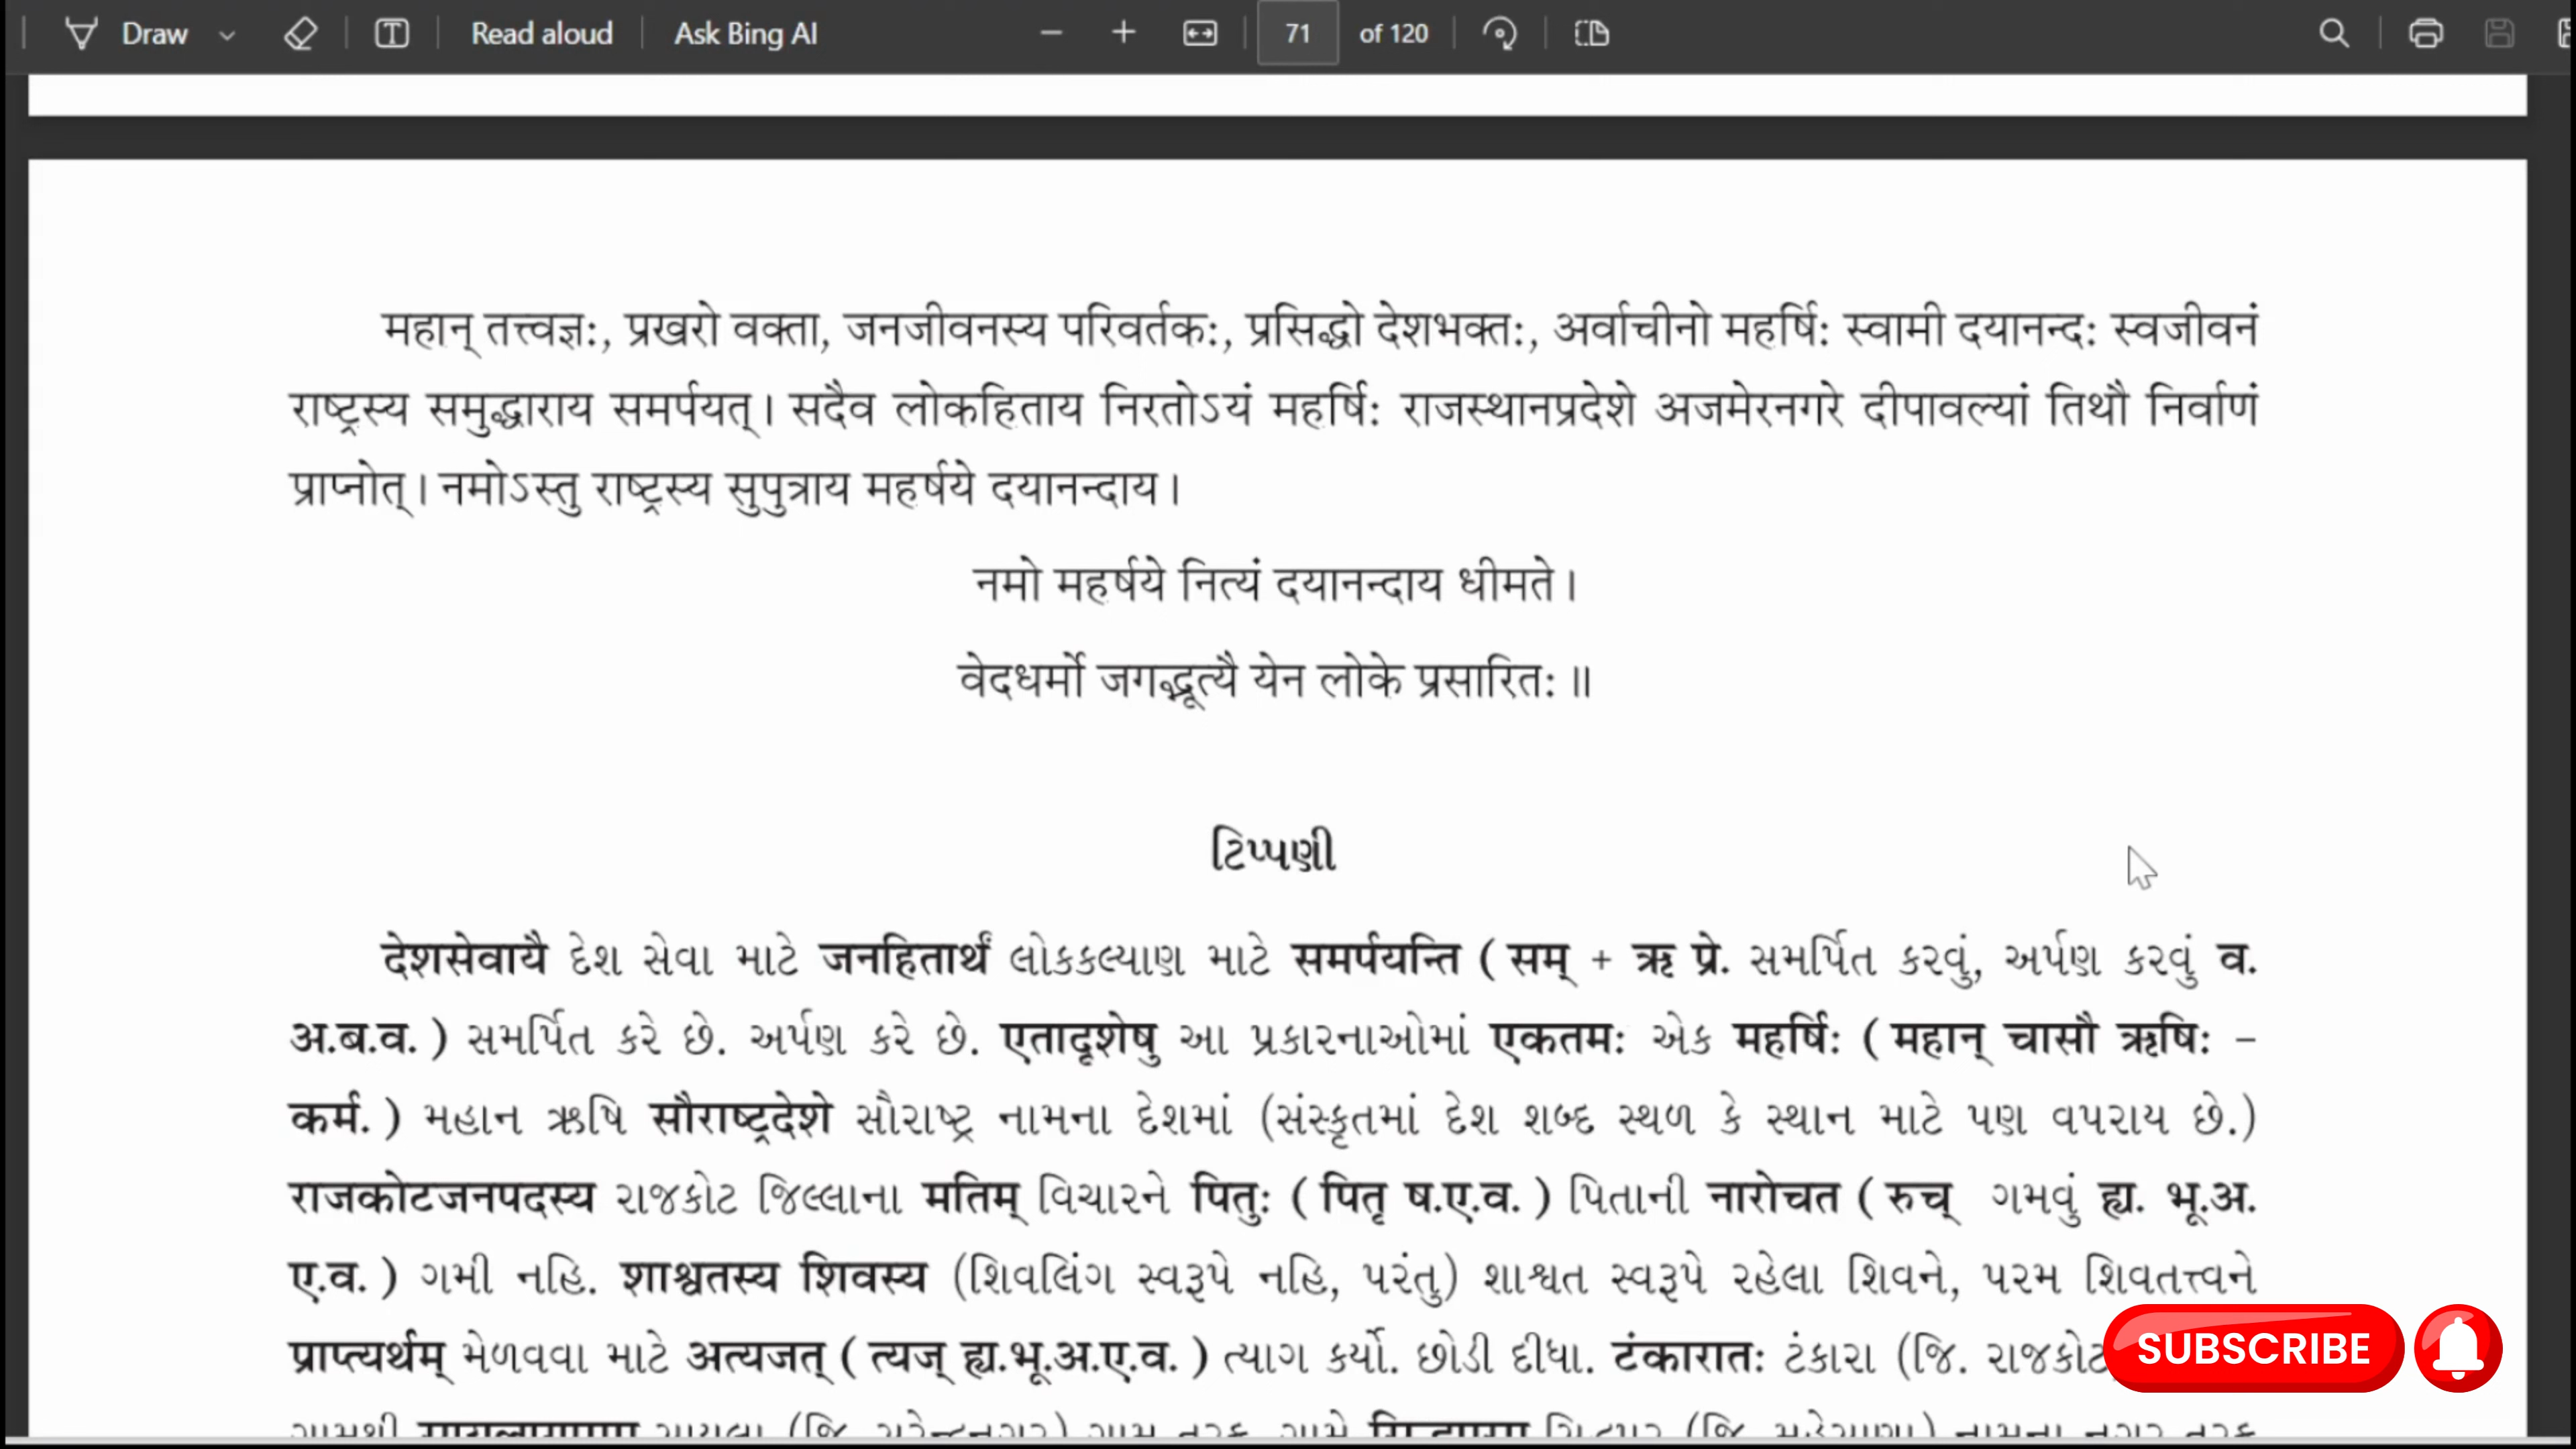 Draw Read aloud Ask Bing AI − + 71 of 120
महान् तत्त्वज्ञः, प्रखरो वक्ता, जनजीवनस्य परिवर्तकः, प्रसिद्धो देशभक्तः, अर्वाचीनो महर्षिः स्वामी दयानन्दः स्वजीवनं
राष्ट्रस्य समुद्धाराय समर्पयत्। सदैव लोकहिताय निरतोऽयं महर्षिः राजस्थानप्रदेशे अजमेरनगरे दीपावल्यां तिथौ निर्वाणं
प्राप्नोत्। नमोऽस्तु राष्ट्रस्य सुपुत्राय महर्षये दयानन्दाय।
नमो महर्षये नित्यं दयानन्दाय धीमते।
वेदधर्मो जगद्भूत्यै येन लोके प्रसारितः॥
ટિપ્પણી
देशसेवायै દેશ સેવા માટે जनहितार्थं લોકકલ્યાણ માટે समर्पयन्ति ( सम् + ऋ प्रे. સમર્પિત કરવું, અર્પણ કરવું व.
अ.ब.व. ) સમર્પિત કરે છે. અર્પણ કરે છે. एतादृशेषु આ પ્રકારનાઓમાં एकतमः એક महर्षिः ( महान् चासौ ऋषिः –
कर्म. ) મહાન ઋષિ सौराष्ट्रदेशे સૌરાષ્ટ્ર નામના દેશમાં (સંસ્કૃતમાં દેશ શબ્દ સ્થળ કે સ્થાન માટે પણ વપરાય છે.)
राजकोटजनपदस्य રાજકોટ જિલ્લાના मतिम् વિચારને पितुः ( पितृ ष.ए.व. ) પિતાની नारोचत ( रुच् ગમવું ह्य. भू.अ.
ए.व. ) ગમી નહિ. शाश्वतस्य शिवस्य (શિવલિંગ સ્વરૂપે નહિ, પરંતુ) શાશ્વત સ્વરૂપે રહેલા શિવને, પરમ શિવતત્ત્વને
प्राप्त्यर्थम् મેળવવા માટે अत्यजत् ( त्यज् ह्य.भू.अ.ए.व. ) ત્યાગ કર્યો. છોડી દીધા. टंकारातः ટંકારા (જિ. રાજકોટ
SUBSCRIBE